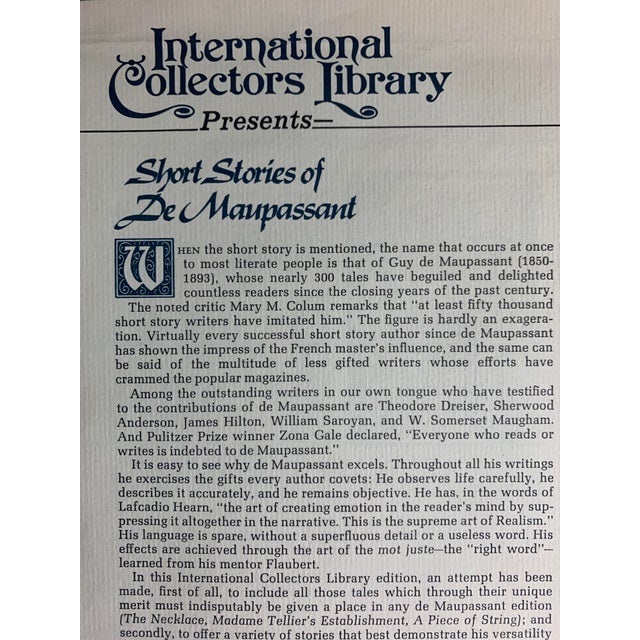 International
Collectors Library
Presents—
Short Stories of
De Maupassant
WHEN the short story is mentioned, the name that occurs at once
to most literate people is that of Guy de Maupassant (1850-
1893), whose nearly 300 tales have beguiled and delighted
countless readers since the closing years of the past century.
The noted critic Mary M. Colum remarks that "at least fifty thousand
short story writers have imitated him." The figure is hardly an exagera-
tion. Virtually every successful short story author since de Maupassant
has shown the impress of the French master's influence, and the same can
be said of the multitude of less gifted writers whose efforts have
crammed the popular magazines.
Among the outstanding writers in our own tongue who have testified
to the contributions of de Maupassant are Theodore Dreiser, Sherwood
Anderson, James Hilton, William Saroyan, and W. Somerset Maugham.
And Pulitzer Prize winner Zona Gale declared, "Everyone who reads or
writes is indebted to de Maupassant."
It is easy to see why de Maupassant excels. Throughout all his writings
he exercises the gifts every author covets: He observes life carefully, he
describes it accurately, and he remains objective. He has, in the words of
Lafcadio Hearn, "the art of creating emotion in the reader's mind by sup-
pressing it altogether in the narrative. This is the supreme art of Realism."
His language is spare, without a superfluous detail or a useless word. His
effects are achieved through the art of the mot juste—the "right word"—
learned from his mentor Flaubert.
In this International Collectors Library edition, an attempt has been
made, first of all, to include all those tales which through their unique
merit must indisputably be given a place in any de Maupassant edition
(The Necklace, Madame Tellier's Establishment, A Piece of String); and
secondly, to offer a variety of stories that best demonstrate his versatility